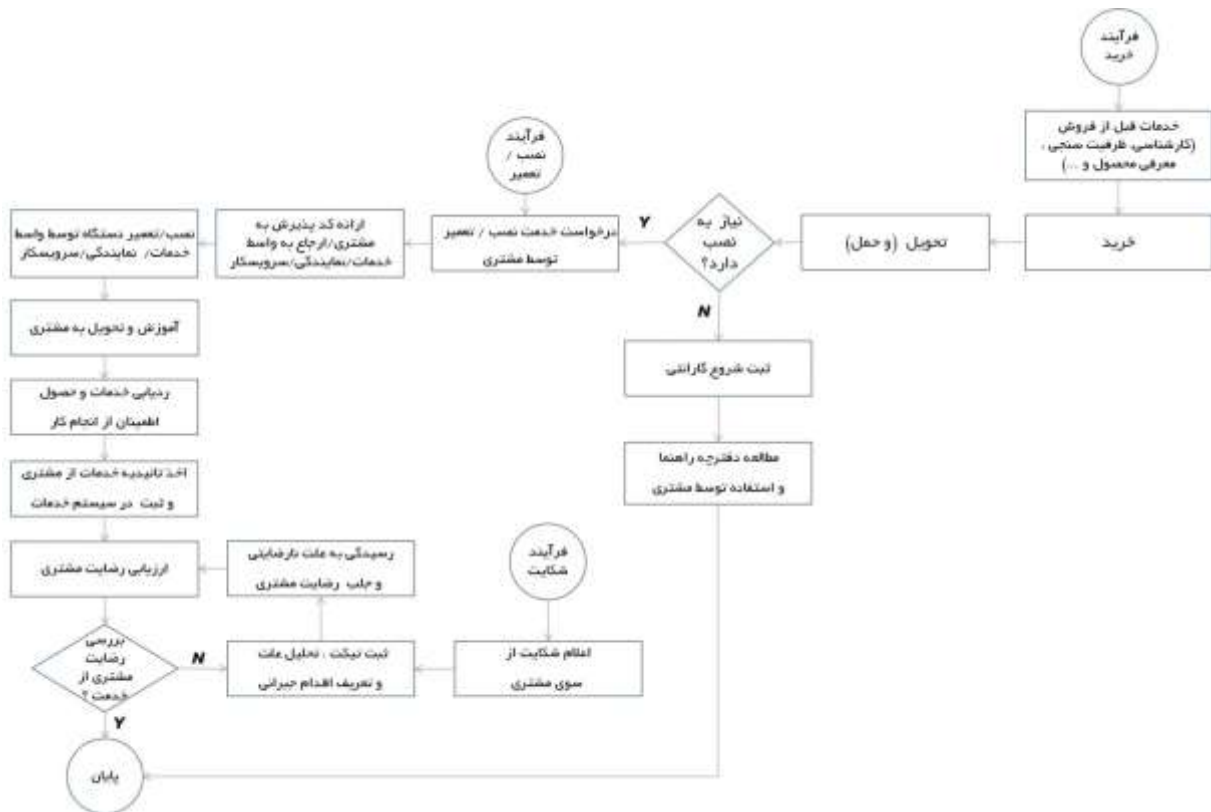 فرآیند
خرید
خدمات قبل از فروش
(کارشناسی، ظرفیت سنجی ،
معرفی محصول و ...)
خرید
تحویل (و حمل)
نیاز به
نصب
دارد؟
Y
N
فرآیند
نصب /
تعمیر
درخواست خدمت نصب / تعمیر
توسط مشتری
ارائه کد پذیرش به
مشتری/ارجاع به واسط
خدمات/نمایندگی/سرویسکار
نصب/تعمیر دستگاه توسط واسط
خدمات/ نمایندگی/سرویسکار
آموزش و تحویل به مشتری
ردیابی خدمات و حصول
اطمینان از انجام کار
اخذ تائیدیه خدمات از مشتری
و ثبت در سیستم خدمات
ارزیابی رضایت مشتری
بررسی
رضایت
مشتری از
خدمت ؟
N
Y
پایان
ثبت شروع گارانتی
مطالعه دفترچه راهنما
و استفاده توسط مشتری
فرآیند
شکایت
اعلام شکایت از
سوی مشتری
ثبت تیکت ، تحلیل علت
و تعریف اقدام جبرانی
رسیدگی به علت نارضایتی
و جلب رضایت مشتری